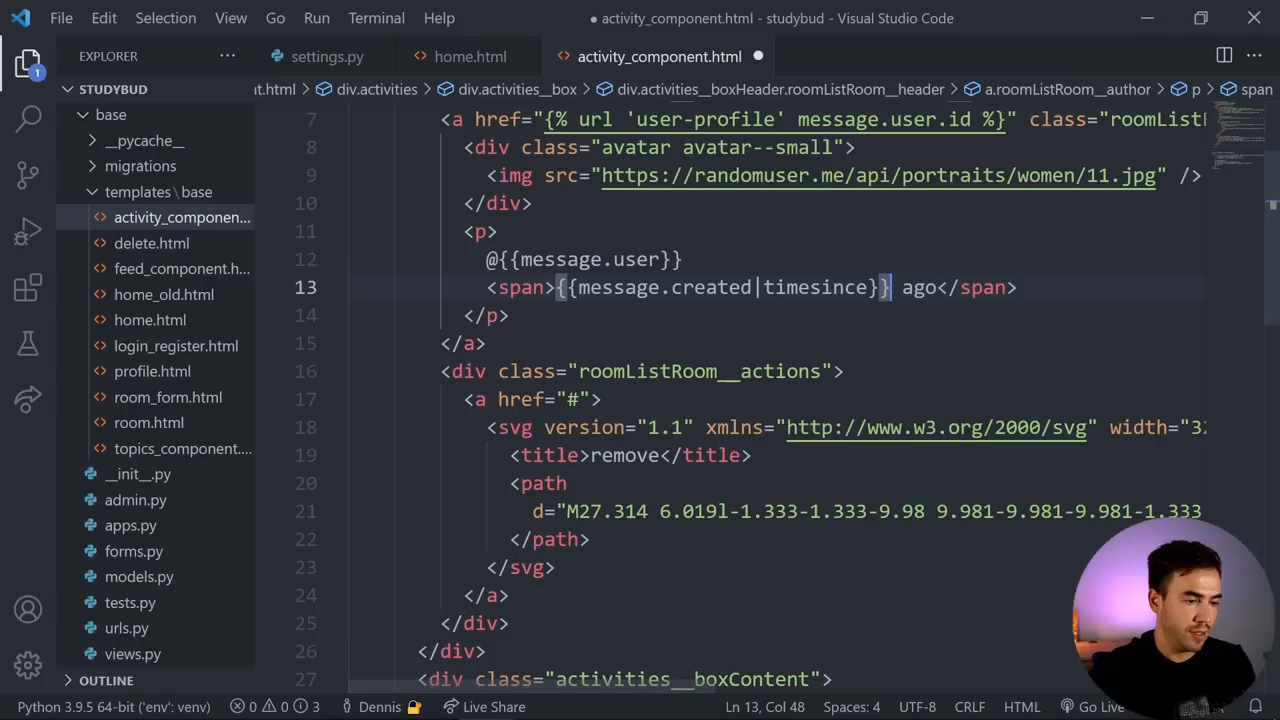 File Edit Selection View Go Run Terminal Help
● activity_component.html - studybud - Visual Studio Code
EXPLORER
settings.py
home.html
activity_component.html
STUDYBUD
nt.html > div.activities > div.activities__box > div.activities__boxHeader.roomListRoom__header > a.roomListRoom__author > p > span
1
base
__pycache__
migrations
templates\base
activity_componen...
delete.html
feed_component.h...
home_old.html
home.html
login_register.html
profile.html
room_form.html
room.html
topics_component....
__init__.py
admin.py
apps.py
forms.py
models.py
tests.py
urls.py
views.py
OUTLINE
7 <a href="{% url 'user-profile' message.user.id %}" class="roomListR
8 <div class="avatar avatar--small">
9 <img src="https://randomuser.me/api/portraits/women/11.jpg" />
10 </div>
11 <p>
12 @{{message.user}}
13 <span>{{message.created|timesince}} ago</span>
14 </p>
15 </a>
16 <div class="roomListRoom__actions">
17 <a href="#">
18 <svg version="1.1" xmlns="http://www.w3.org/2000/svg" width="32
19 <title>remove</title>
20 <path
21 d="M27.314 6.019l-1.333-1.333-9.98 9.981-9.981-9.981-1.333
22 </path>
23 </svg>
24 </a>
25 </div>
26 </div>
27 <div class="activities__boxContent">
Python 3.9.5 64-bit ('env': venv) 0 0 3 Dennis Live Share Ln 13, Col 48 Spaces: 4 UTF-8 CRLF HTML Go Live